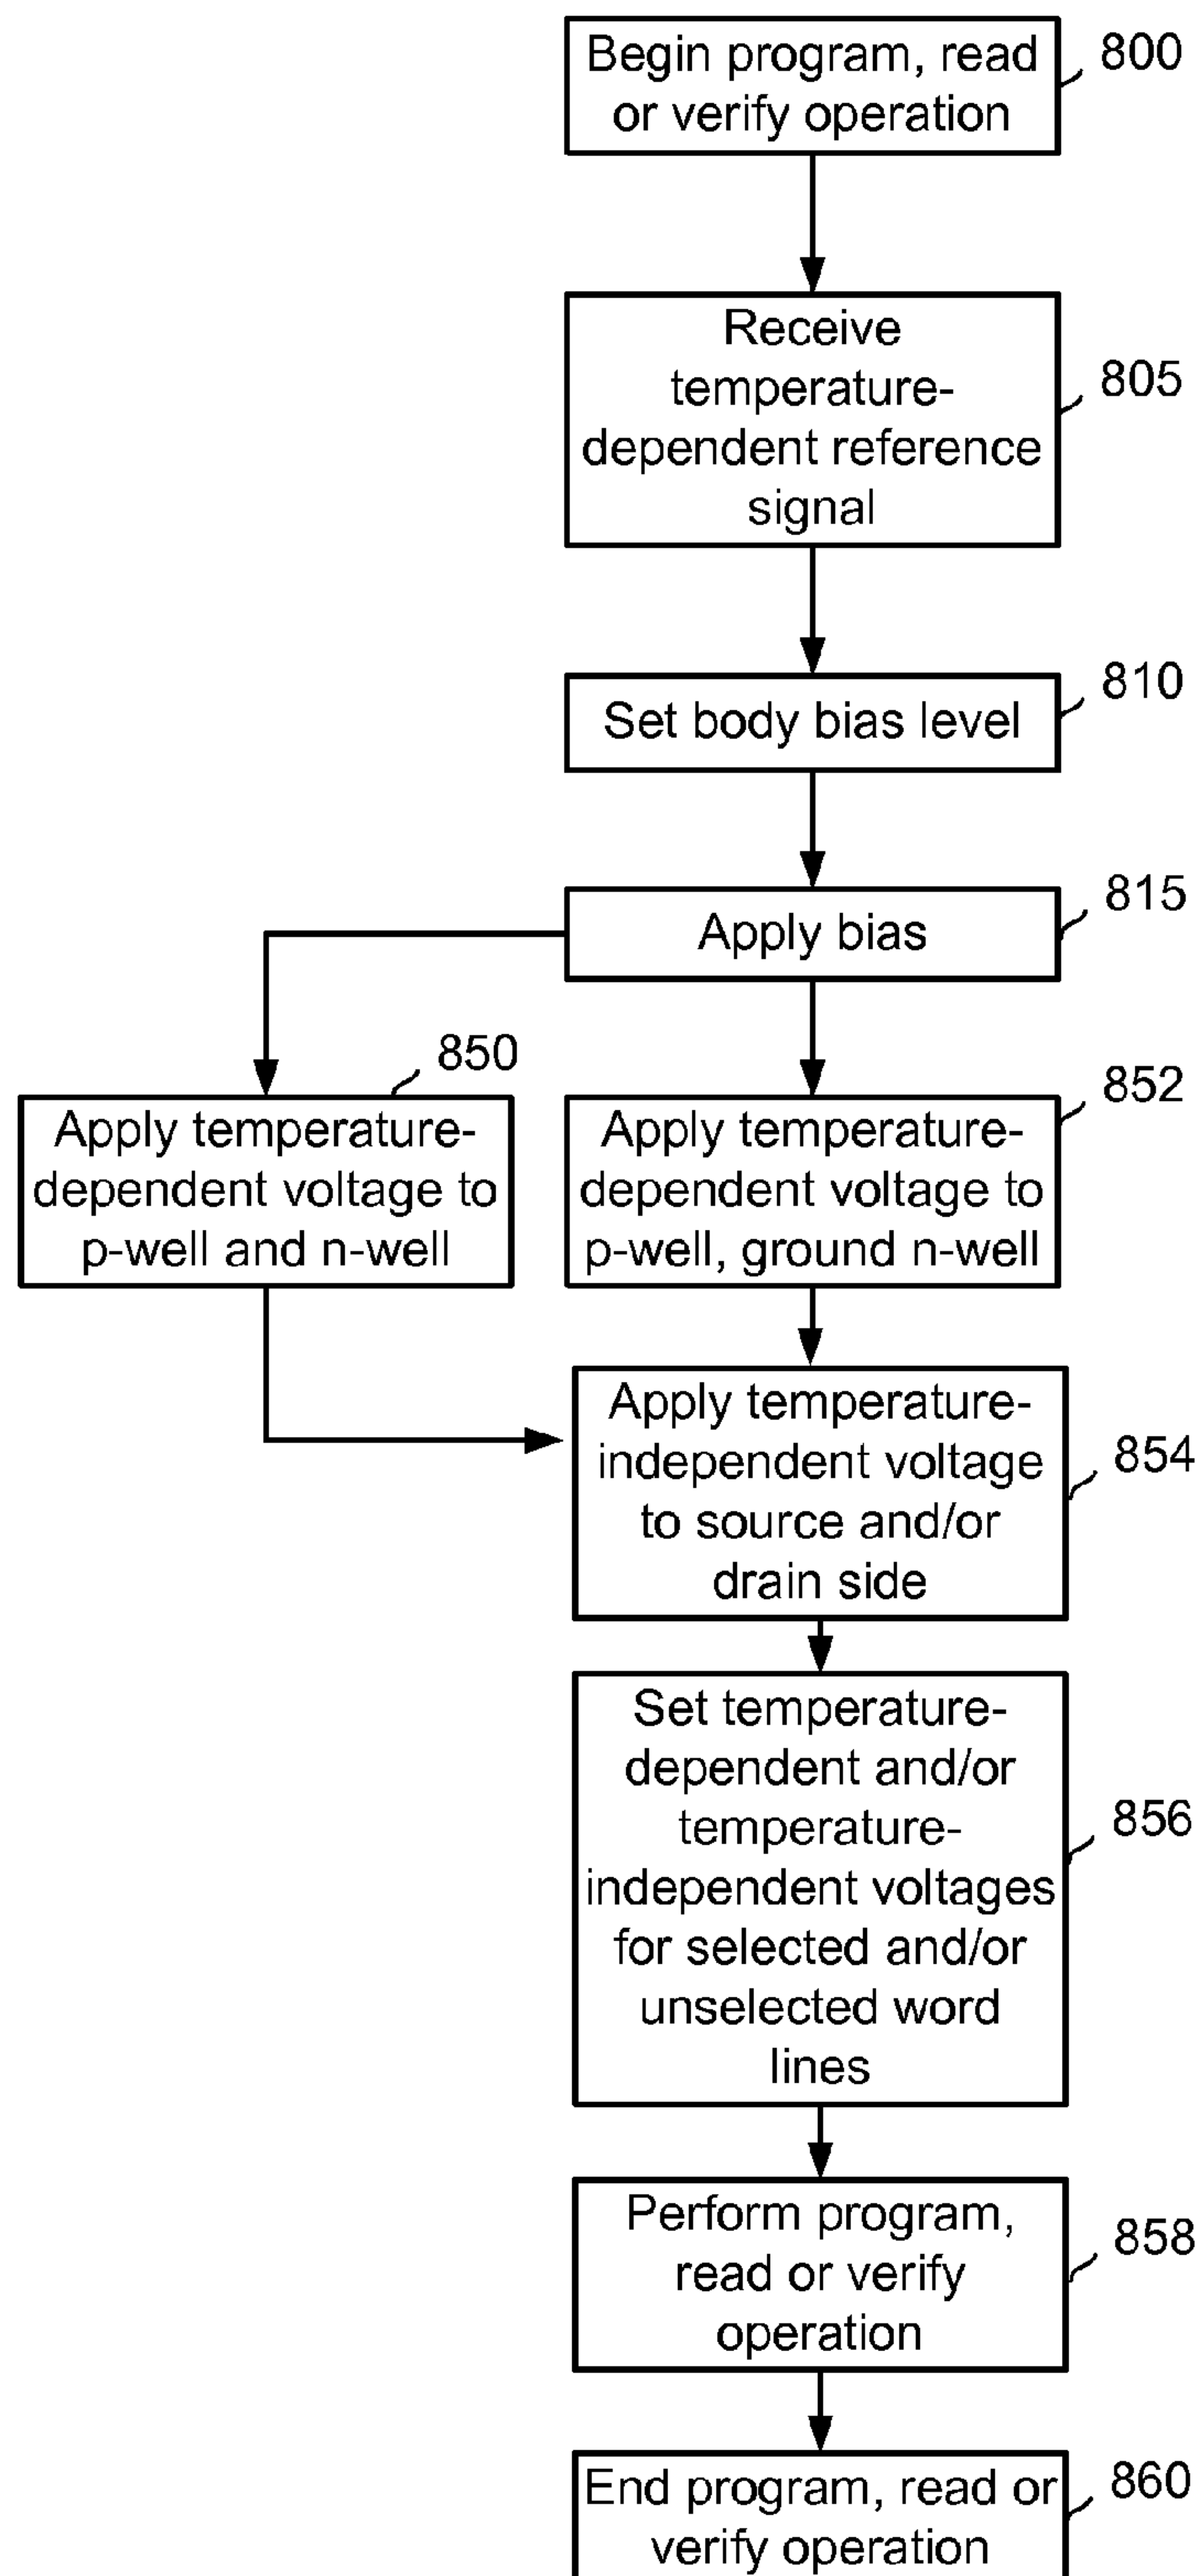 Begin program, read
or verify operation
800
Receive
temperature-
dependent reference
signal
805
Set body bias level
810
Apply bias
815
850
Apply temperature-
dependent voltage to
p-well and n-well
852
Apply temperature-
dependent voltage to
p-well, ground n-well
Apply temperature-
independent voltage
to source and/or
drain side
854
Set temperature-
dependent and/or
temperature-
independent voltages
for selected and/or
unselected word
lines
856
Perform program,
read or verify
operation
858
End program, read or
verify operation
860